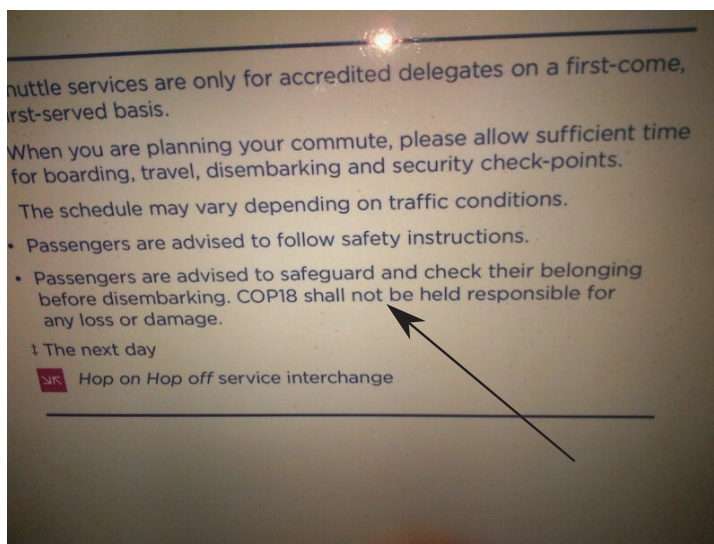 huttle services are only for accredited delegates on a first-come,
rst-served basis.
When you are planning your commute, please allow sufficient time
for boarding, travel, disembarking and security check-points.
The schedule may vary depending on traffic conditions.
• Passengers are advised to follow safety instructions.
• Passengers are advised to safeguard and check their belonging
before disembarking. COP18 shall not be held responsible for
any loss or damage.
‡ The next day
Hop on Hop off service interchange